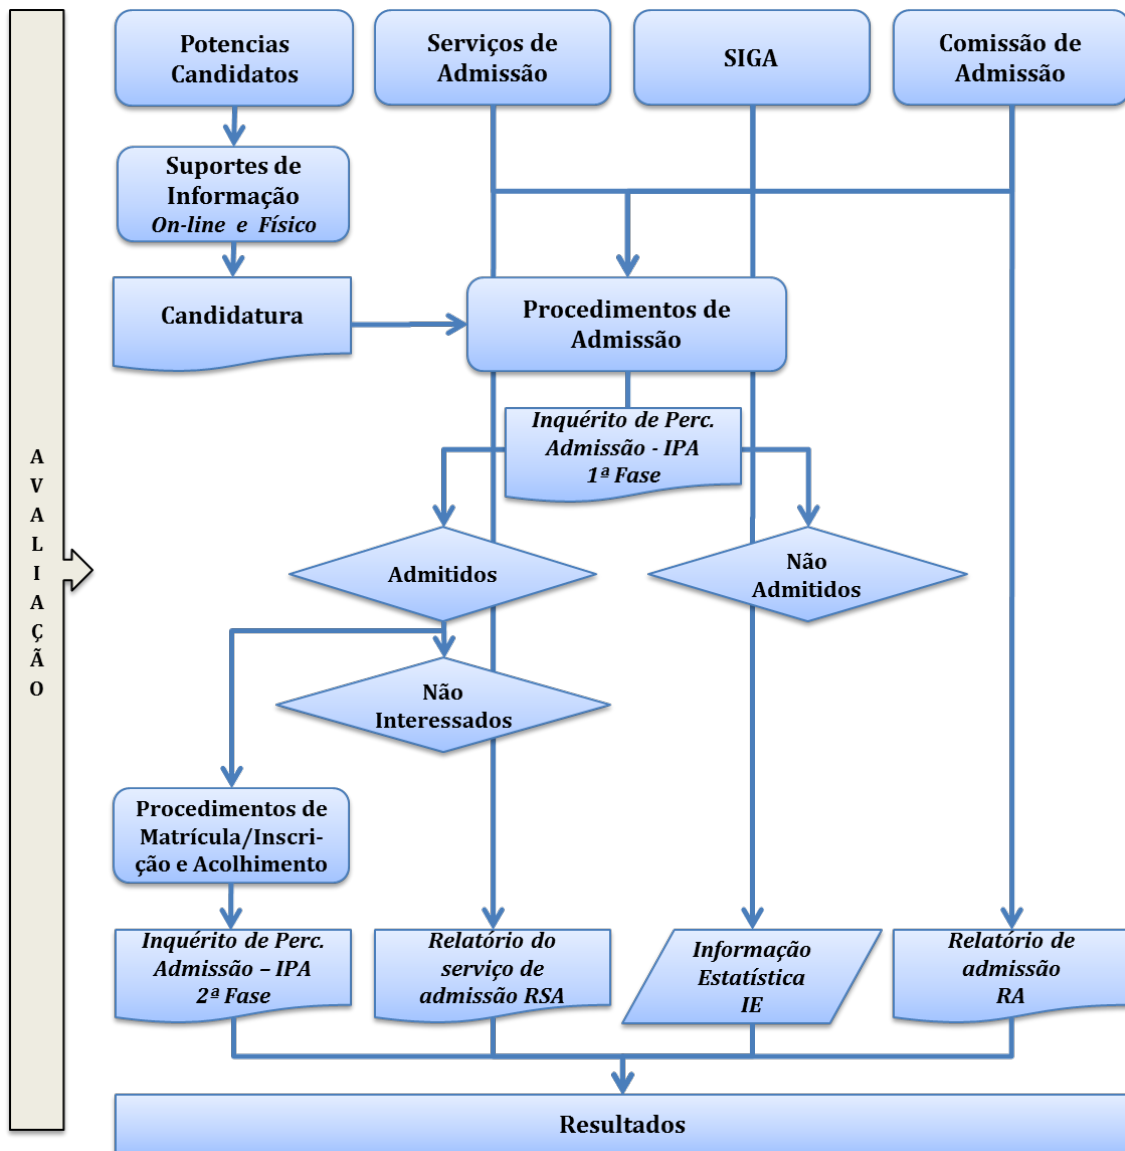 Potencias
Candidatos
Serviços de
Admissão
SIGA
Comissão de
Admissão
Suportes de
Informação
On-line e Físico
Candidatura
Procedimentos de
Admissão
Inquérito de Perc.
Admissão - IPA
1ª Fase
A
V
A
L
I
A
Ç
Ã
O
Admitidos
Não
Admitidos
Não
Interessados
Procedimentos de
Matrícula/Inscri-
ção e Acolhimento
Inquérito de Perc.
Admissão – IPA
2ª Fase
Relatório do
serviço de
admissão RSA
Informação
Estatística
IE
Relatório de
admissão
RA
Resultados